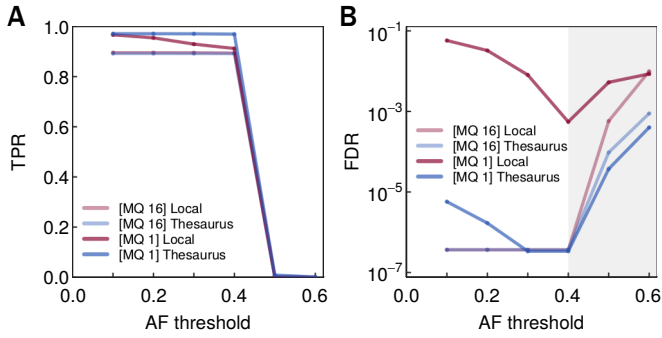 A
B
1.0
0.8
0.6
0.4
0.2
0.0
TPR
[MQ 16] Local
[MQ 16] Thesaurus
[MQ 1] Local
[MQ 1] Thesaurus
0.0 0.2 0.4 0.6
AF threshold
10⁻¹
10⁻³
10⁻⁵
10⁻⁷
FDR
[MQ 16] Local
[MQ 16] Thesaurus
[MQ 1] Local
[MQ 1] Thesaurus
0.0 0.2 0.4 0.6
AF threshold